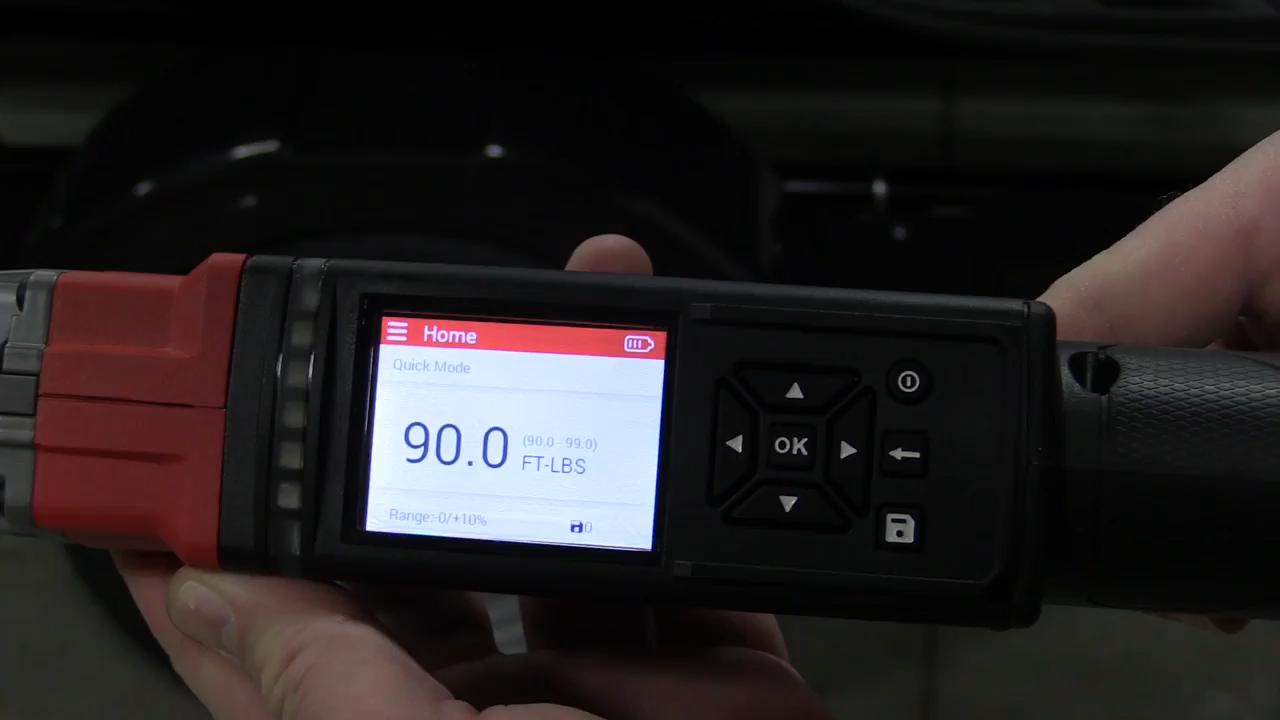 Home
Quick Mode
90.0
(90.0 - 99.0)
FT-LBS
Range:-0/+10%
0
OK